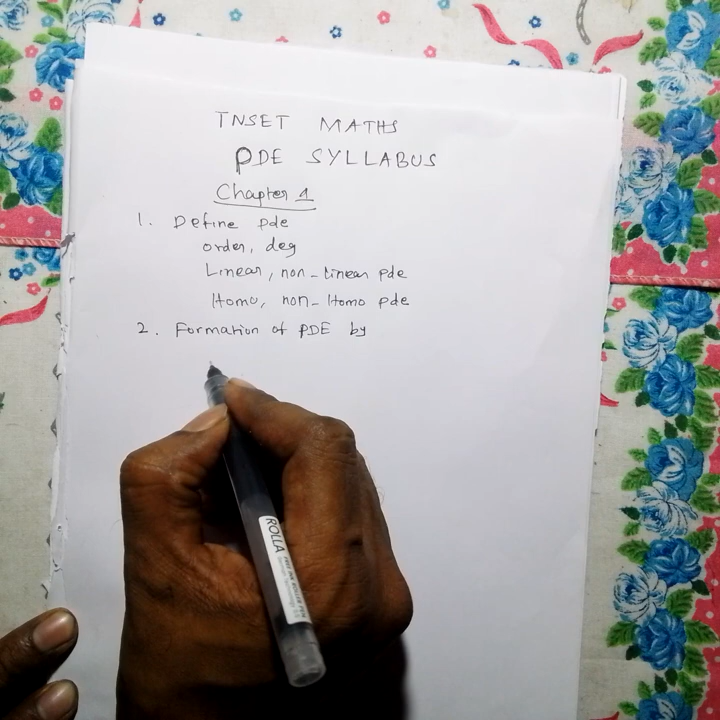 TNSET MATHS
PDE SYLLABUS
Chapter 1
1. Define pde
order, deg
Linear, non-linear pde
Homo, non-Homo pde
2. Formation of PDE by
ROLLA